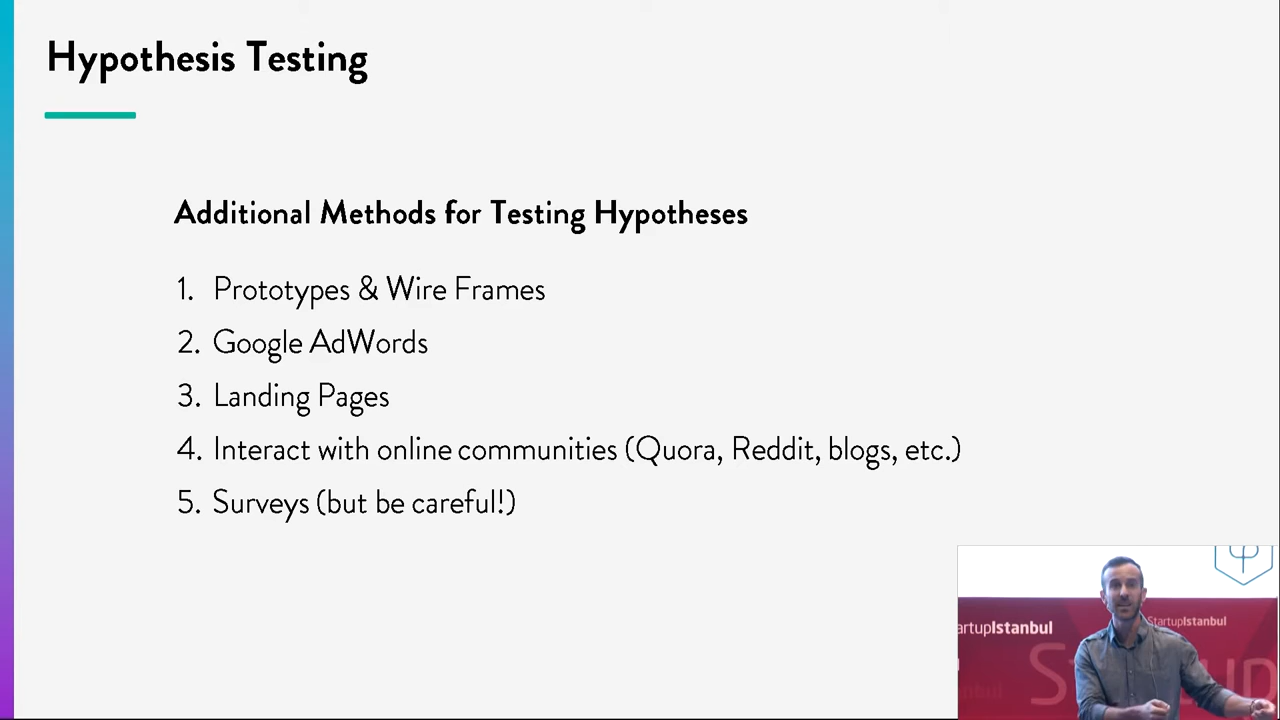 Hypothesis Testing
Additional Methods for Testing Hypotheses
1. Prototypes & Wire Frames
2. Google AdWords
3. Landing Pages
4. Interact with online communities (Quora, Reddit, blogs, etc.)
5. Surveys (but be careful!)
artupIstanbul
StartupIstanbul